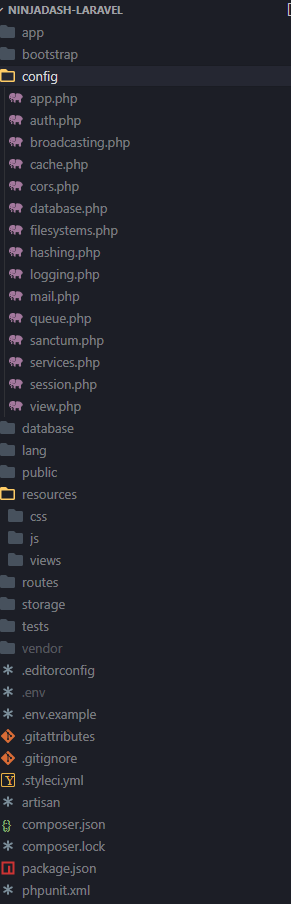 NINJADASH-LARAVEL
app
bootstrap
config
app.php
auth.php
broadcasting.php
cache.php
cors.php
database.php
filesystems.php
hashing.php
logging.php
mail.php
queue.php
sanctum.php
services.php
session.php
view.php
database
lang
public
resources
css
js
views
routes
storage
tests
vendor
.editorconfig
.env
.env.example
.gitattributes
.gitignore
.styleci.yml
artisan
composer.json
composer.lock
package.json
phpunit.xml